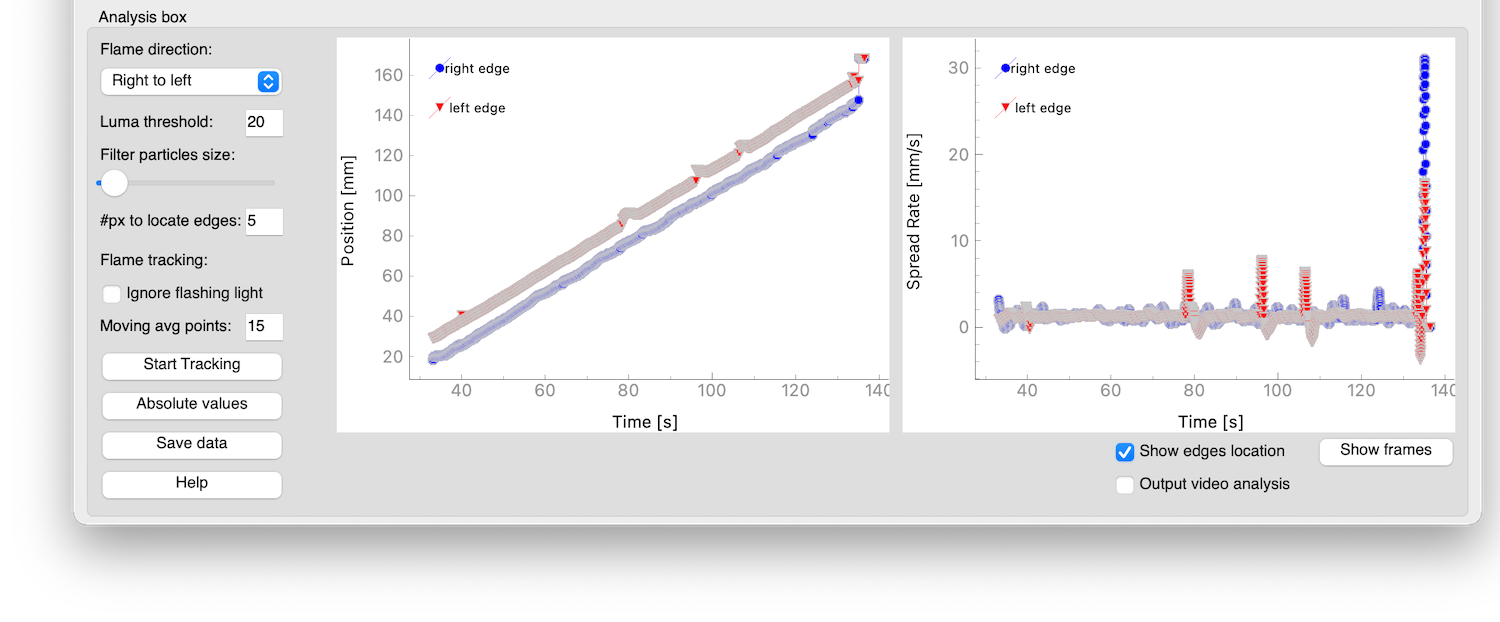 Analysis box
Flame direction:
Right to left
Luma threshold: 20
Filter particles size:
#px to locate edges: 5
Flame tracking:
Ignore flashing light
Moving avg points: 15
Start Tracking
Absolute values
Save data
Help
right edge
left edge
Position [mm]
160
140
120
100
80
60
40
20
40 60 80 100 120 140
Time [s]
right edge
left edge
Spread Rate [mm/s]
30
20
10
0
40 60 80 100 120 140
Time [s]
Show edges location
Show frames
Output video analysis